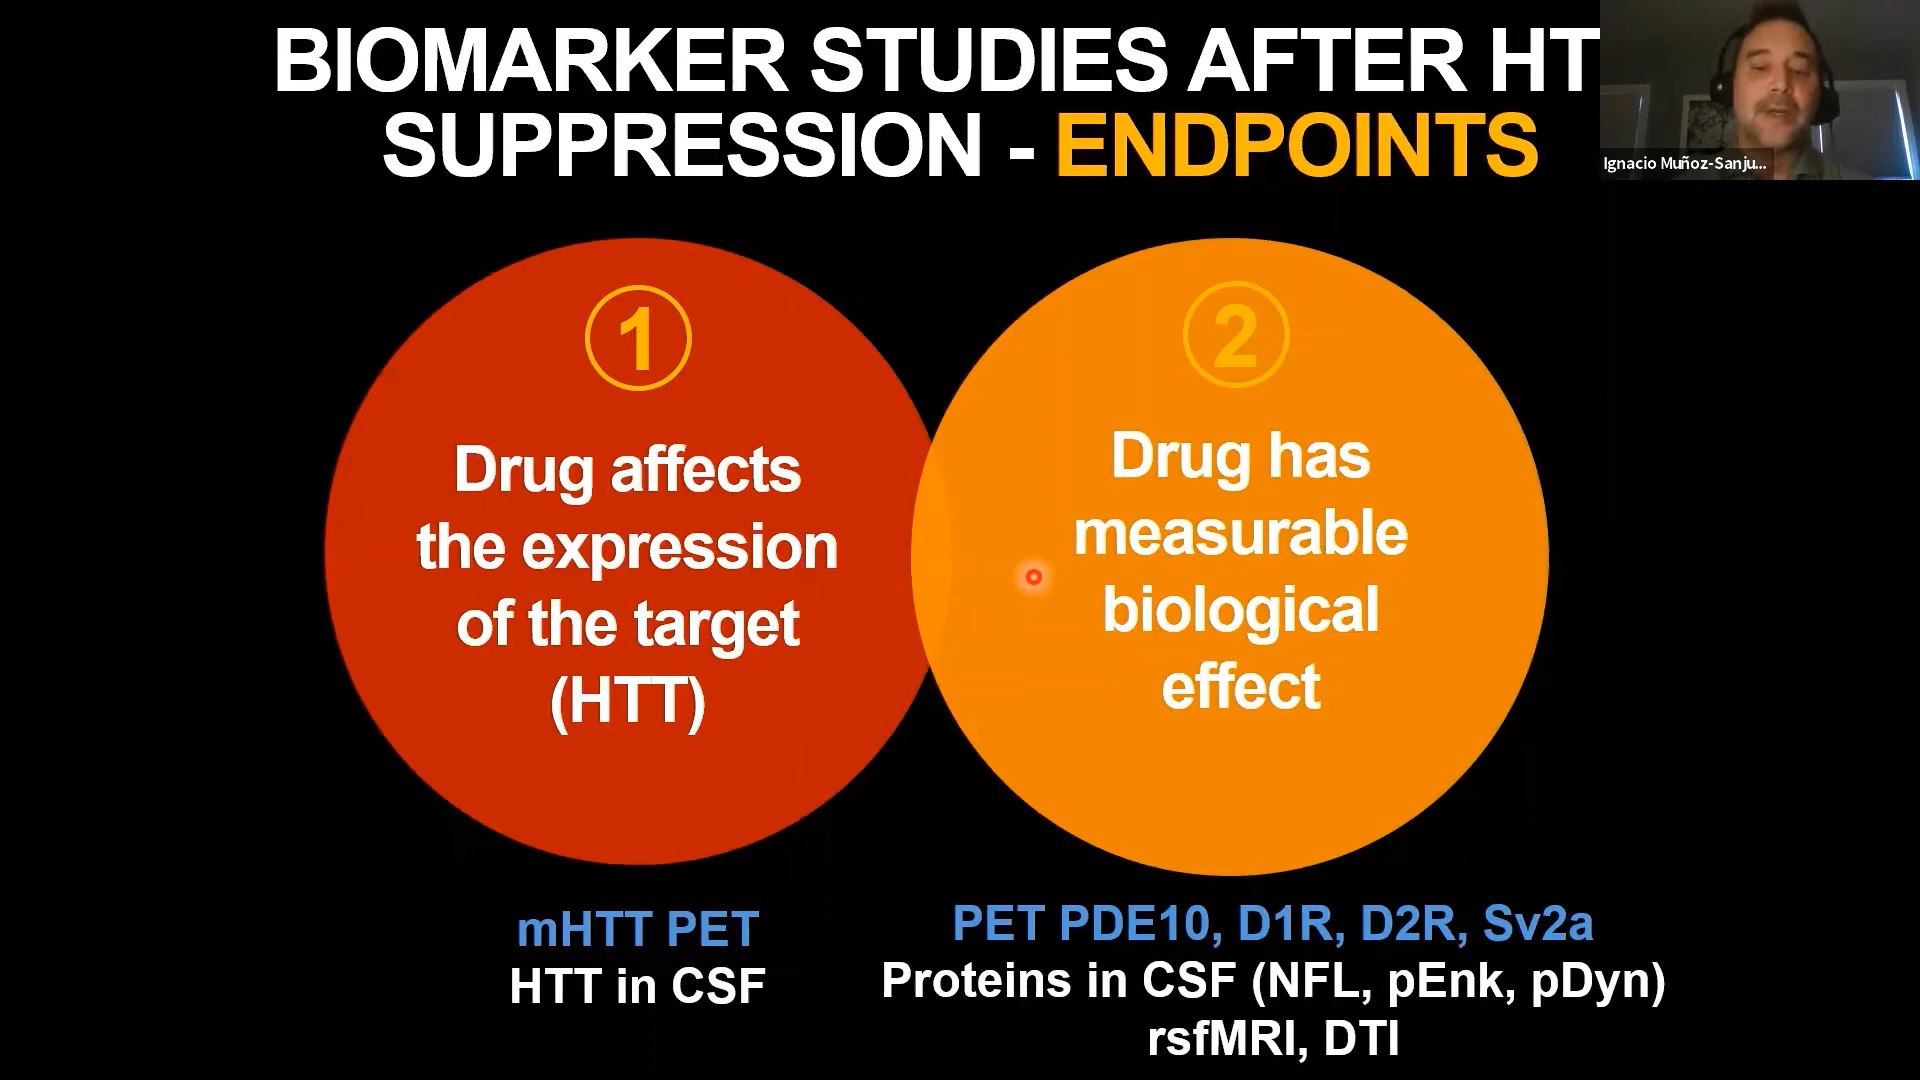 BIOMARKER STUDIES AFTER HT
SUPPRESSION - ENDPOINTS
Ignacio Muñoz-Sanju...
1
Drug affects
the expression
of the target
(HTT)
2
Drug has
measurable
biological
effect
mHTT PET
HTT in CSF
PET PDE10, D1R, D2R, Sv2a
Proteins in CSF (NFL, pEnk, pDyn)
rsfMRI, DTI